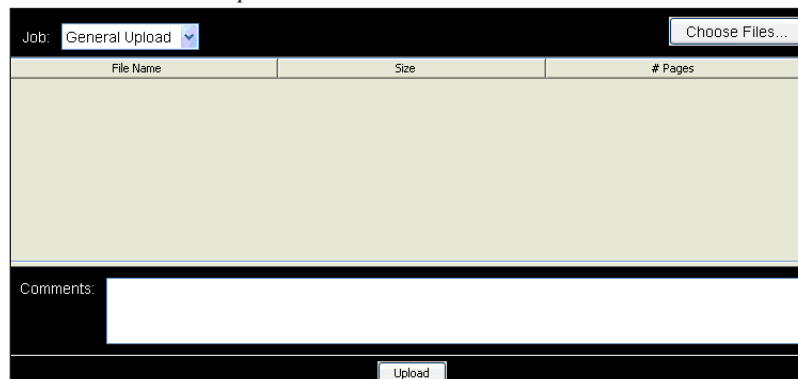 Job: General Upload Choose Files...
File Name Size # Pages
Comments:
Upload